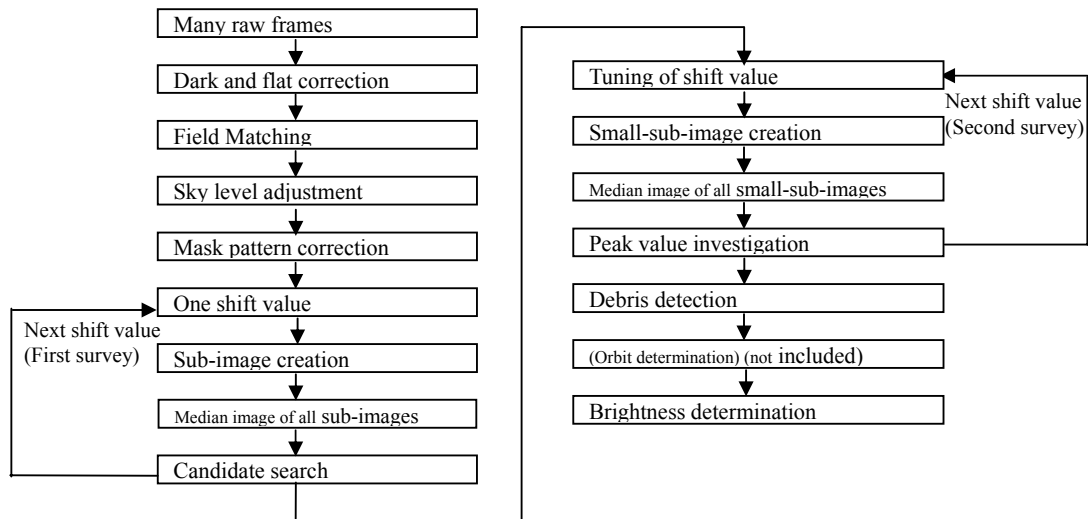 Many raw frames
Dark and flat correction
Field Matching
Sky level adjustment
Mask pattern correction
One shift value
Next shift value
(First survey)
Sub-image creation
Median image of all sub-images
Candidate search
Tuning of shift value
Next shift value
(Second survey)
Small-sub-image creation
Median image of all small-sub-images
Peak value investigation
Debris detection
(Orbit determination) (not included)
Brightness determination